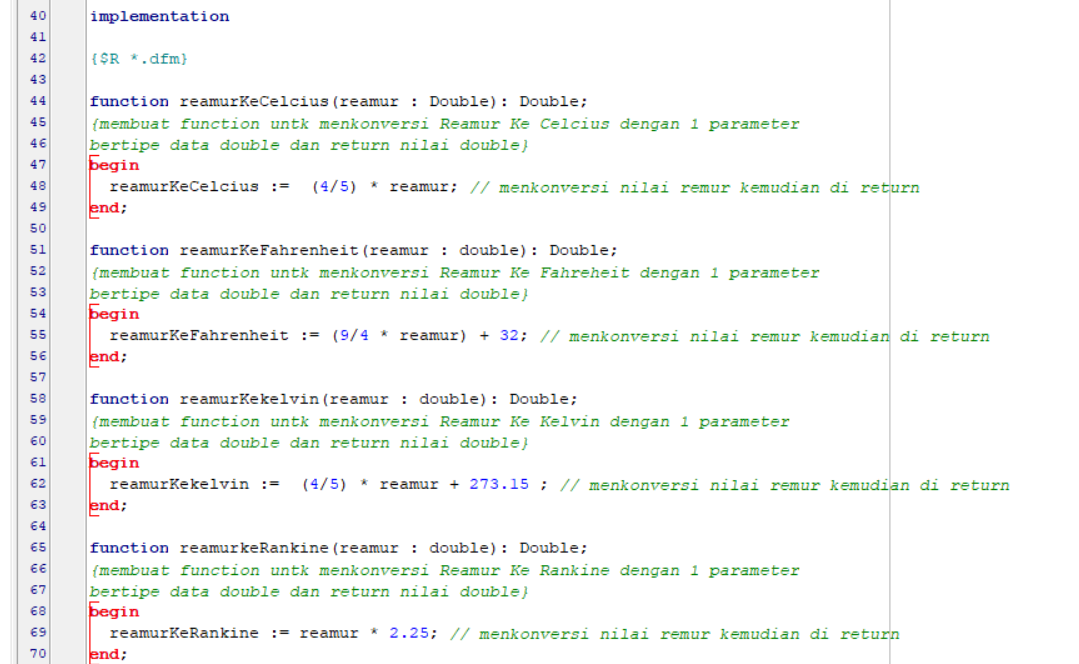 40 implementation
41
42 {$R *.dfm}
43
44 function reamurKeCelcius(reamur : Double): Double;
45 {membuat function untk menkonversi Reamur Ke Celcius dengan 1 parameter
46 bertipe data double dan return nilai double}
47 begin
48 reamurKeCelcius :=  (4/5) * reamur; // menkonversi nilai remur kemudian di return
49 end;
50
51 function reamurKeFahrenheit(reamur : double): Double;
52 {membuat function untk menkonversi Reamur Ke Fahreheit dengan 1 parameter
53 bertipe data double dan return nilai double}
54 begin
55 reamurKeFahrenheit := (9/4 * reamur) + 32; // menkonversi nilai remur kemudian di return
56 end;
57
58 function reamurKekelvin(reamur : double): Double;
59 {membuat function untk menkonversi Reamur Ke Kelvin dengan 1 parameter
60 bertipe data double dan return nilai double}
61 begin
62 reamurKekelvin :=  (4/5) * reamur + 273.15 ; // menkonversi nilai remur kemudian di return
63 end;
64
65 function reamurkeRankine(reamur : double): Double;
66 {membuat function untk menkonversi Reamur Ke Rankine dengan 1 parameter
67 bertipe data double dan return nilai double}
68 begin
69 reamurKeRankine := reamur * 2.25; // menkonversi nilai remur kemudian di return
70 end;